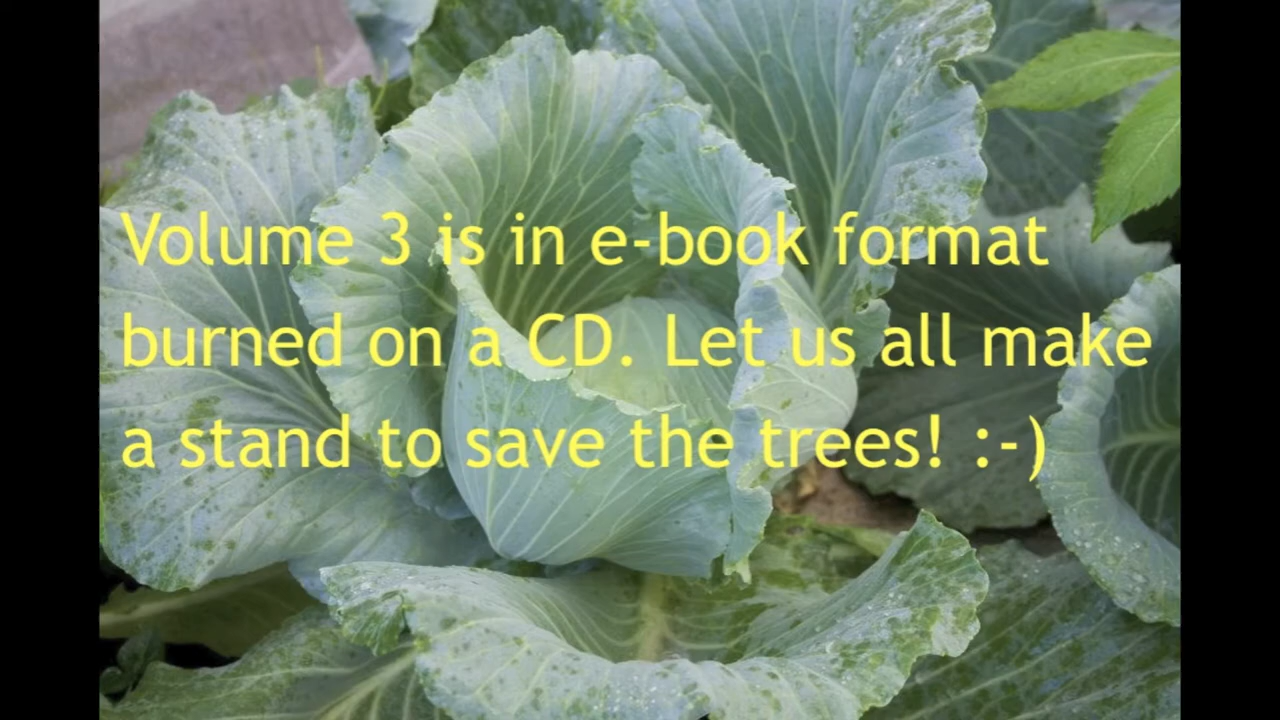 Volume 3 is in e-book format
burned on a CD. Let us all make
a stand to save the trees! :-)